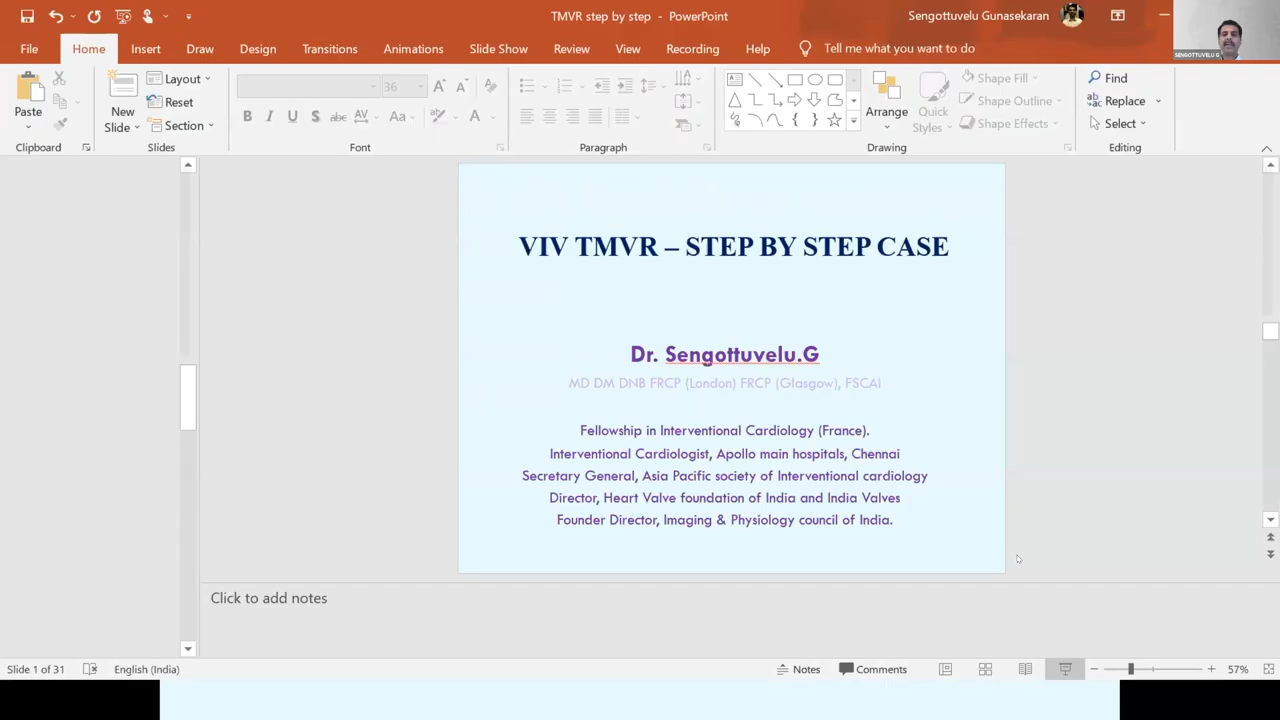 TMVR step by step - PowerPoint
Sengottuvelu Gunasekaran
SENGOTTUVELU G
File Home Insert Draw Design Transitions Animations Slide Show Review View Recording Help Tell me what you want to do
Paste
Clipboard
New Slide
Layout
Reset
Section
Slides
36
B I U S abc AV Aa A
Font
Paragraph
Arrange
Quick Styles
Shape Fill
Shape Outline
Shape Effects
Drawing
Find
Replace
Select
Editing
VIV TMVR – STEP BY STEP CASE
Dr. Sengottuvelu.G
MD DM DNB FRCP (London) FRCP (Glasgow), FSCAI
Fellowship in Interventional Cardiology (France).
Interventional Cardiologist, Apollo main hospitals, Chennai
Secretary General, Asia Pacific society of Interventional cardiology
Director, Heart Valve foundation of India and India Valves
Founder Director, Imaging & Physiology council of India.
Click to add notes
Slide 1 of 31 English (India) Notes Comments 57%